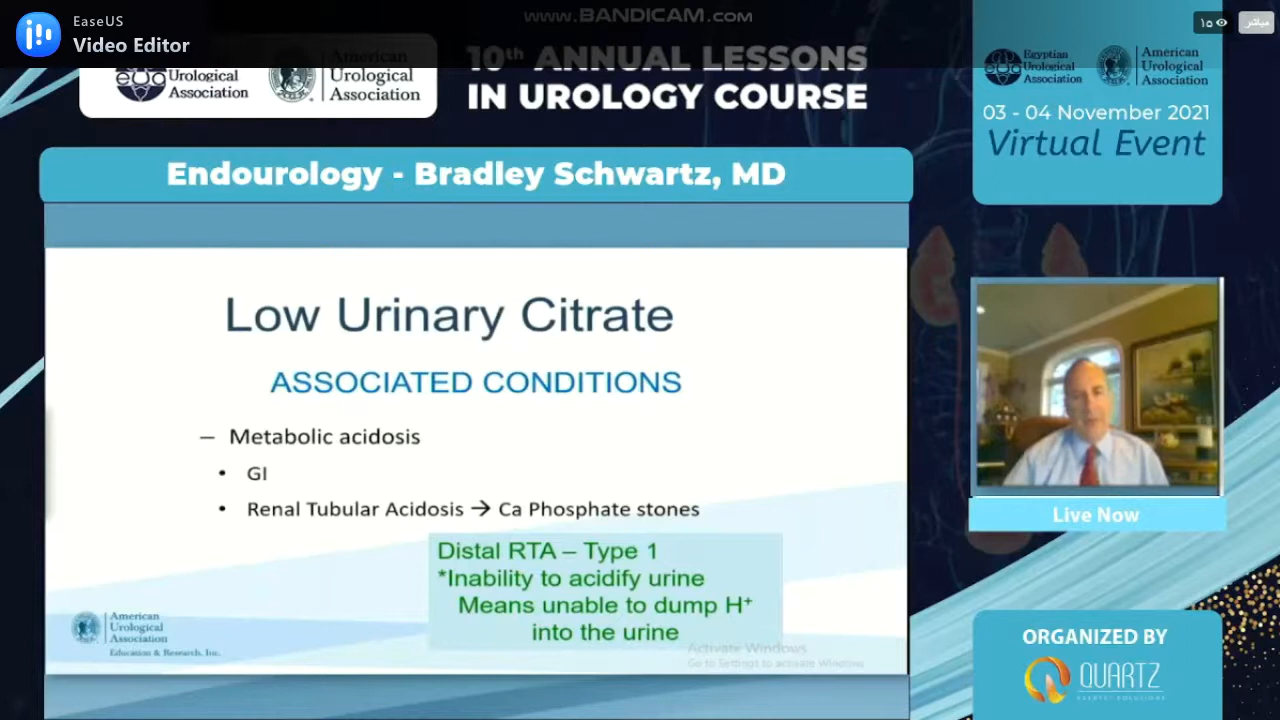 EaseUS
Video Editor
www.BANDICAM.com
١٥
مباشر
Urological
Association
American
Urological
Association
10th ANNUAL LESSONS
IN UROLOGY COURSE
Egyptian
Urological
Association
American
Urological
Association
03 - 04 November 2021
Virtual Event
Endourology - Bradley Schwartz, MD
Low Urinary Citrate
ASSOCIATED CONDITIONS
– Metabolic acidosis
• GI
• Renal Tubular Acidosis → Ca Phosphate stones
Distal RTA – Type 1
*Inability to acidify urine
Means unable to dump H⁺
into the urine
American
Urological
Association
Education & Research, Inc.
Activate Windows
Go to Settings to activate Windows
Live Now
ORGANIZED BY
QUARTZ